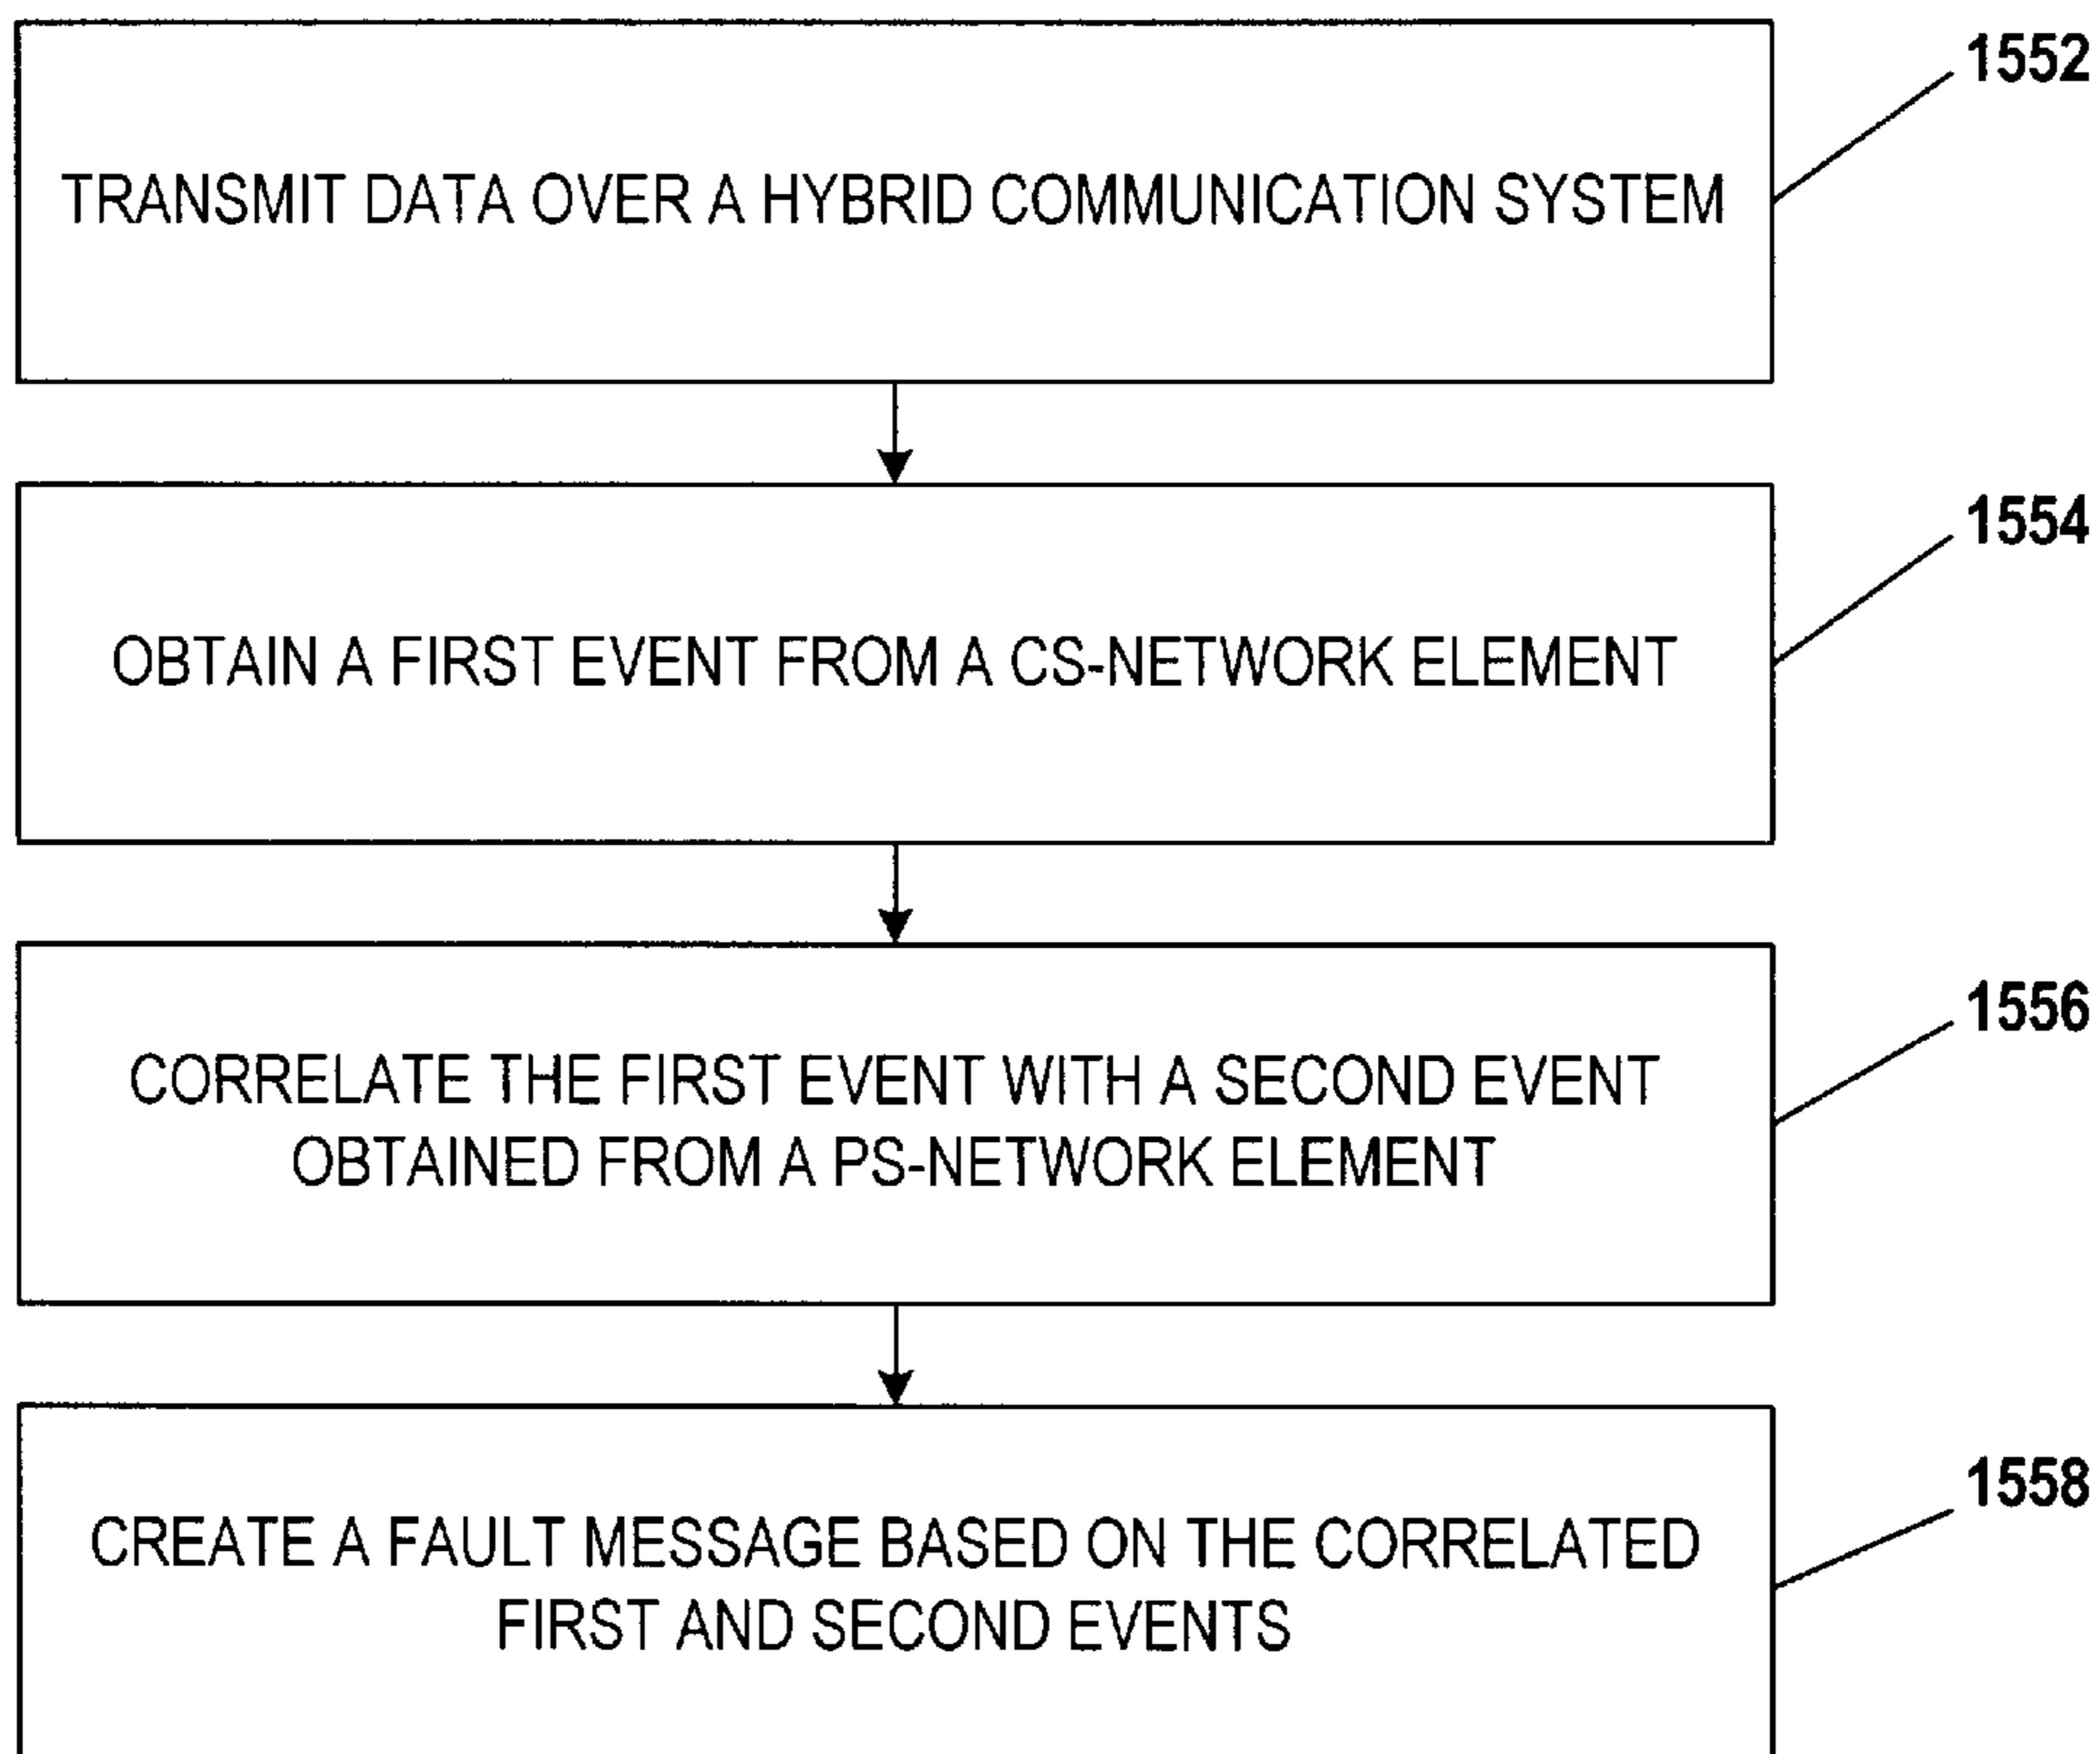 1552
TRANSMIT DATA OVER A HYBRID COMMUNICATION SYSTEM
1554
OBTAIN A FIRST EVENT FROM A CS-NETWORK ELEMENT
1556
CORRELATE THE FIRST EVENT WITH A SECOND EVENT
OBTAINED FROM A PS-NETWORK ELEMENT
1558
CREATE A FAULT MESSAGE BASED ON THE CORRELATED
FIRST AND SECOND EVENTS